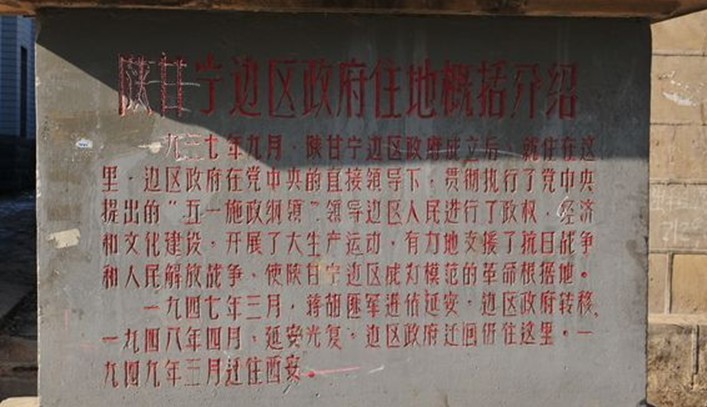 陕甘宁边区政府住地概括介绍
一九三七年九月，陕甘宁边区政府成立后，就住在这
里。边区政府在党中央的直接领导下，贯彻执行了党中央
提出的“五一施政纲领”领导边区人民进行了政权，经济
和文化建设，开展了大生产运动，有力地支援了抗日战争
和人民解放战争、使陕甘宁边区成为模范的革命根据地。
一九四七年三月，蒋胡匪军进佔延安，边区政府转移，
一九四八年四月，延安光复，边区政府迁回仍住这里。一
九四九年三月迁住西安。